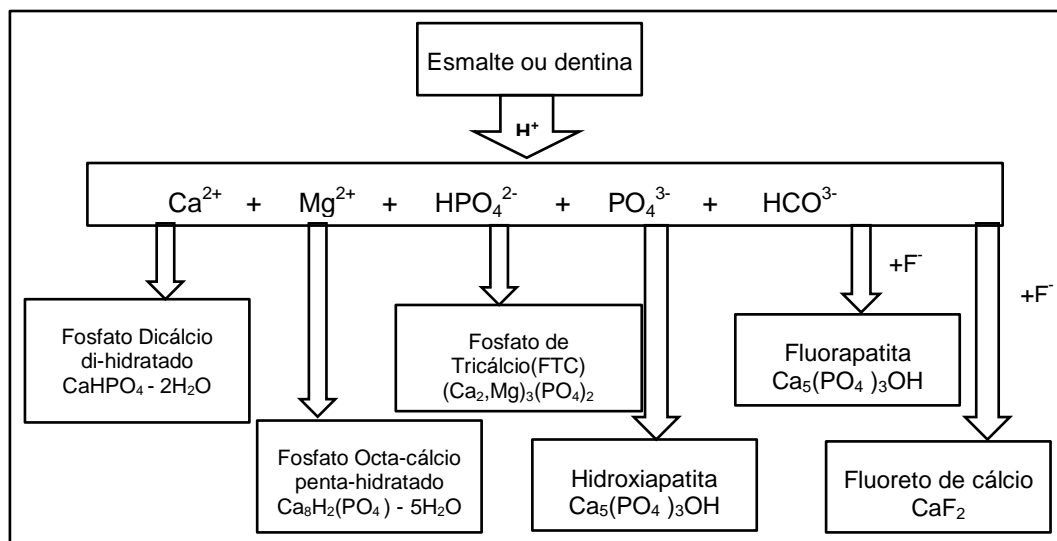 Esmalte ou dentina
H⁺
Ca²⁺ + Mg²⁺ + HPO₄²⁻ + PO₄³⁻ + HCO³⁻
+F⁻
+F⁻
Fosfato Dicálcio
di-hidratado
CaHPO₄ - 2H₂O
Fosfato de
Tricálcio(FTC)
(Ca₂,Mg)₃(PO₄)₂
Fluorapatita
Ca₅(PO₄ )₃OH
Fosfato Octa-cálcio
penta-hidratado
Ca₈H₂(PO₄ ) - 5H₂O
Hidroxiapatita
Ca₅(PO₄ )₃OH
Fluoreto de cálcio
CaF₂